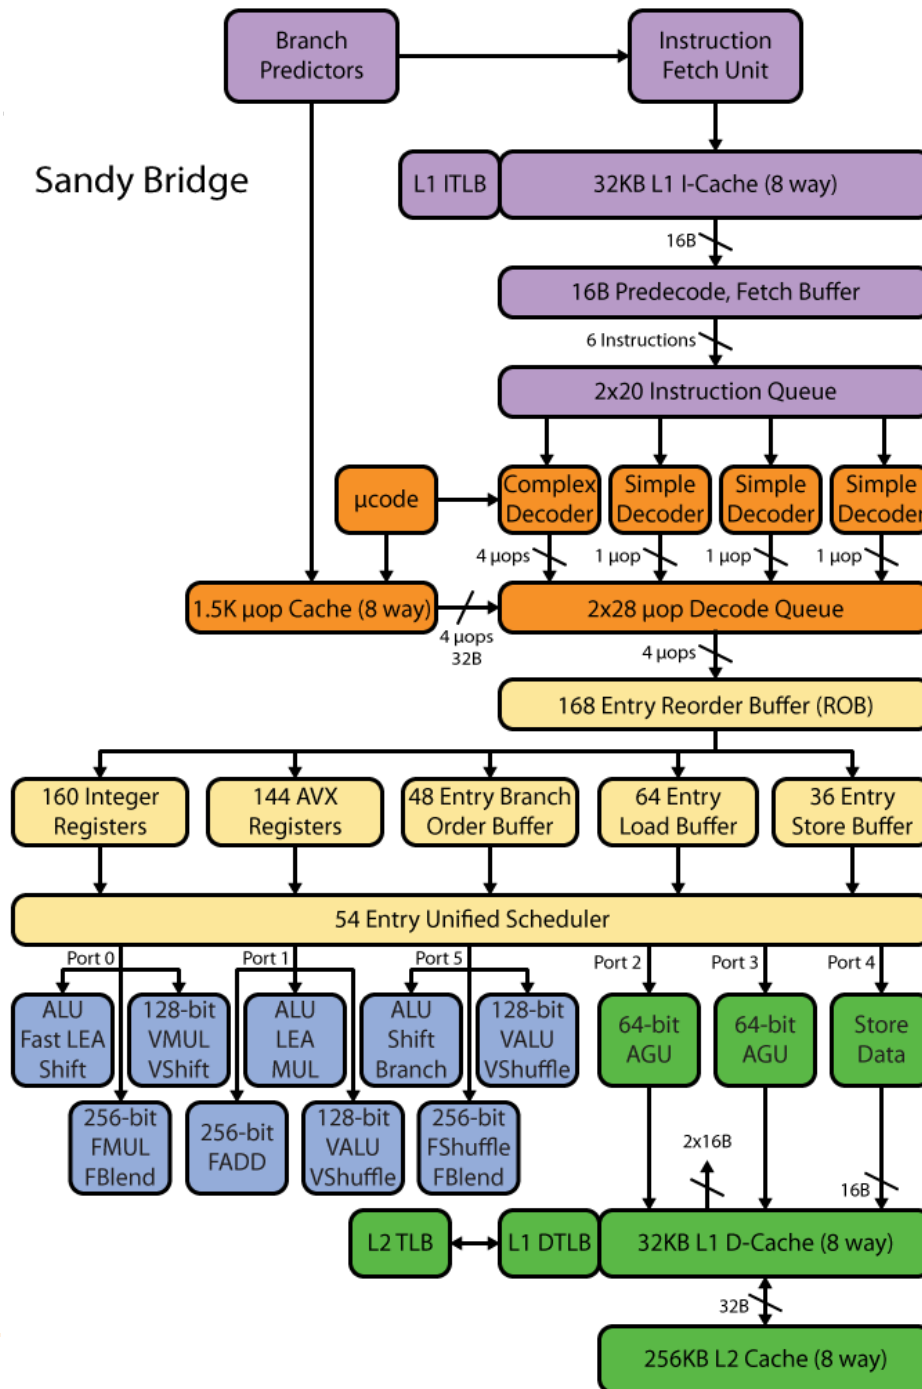 Branch
Predictors
Instruction
Fetch Unit
Sandy Bridge
L1 ITLB
32KB L1 I-Cache (8 way)
16B
16B Predecode, Fetch Buffer
6 Instructions
2x20 Instruction Queue
µcode
Complex
Decoder
Simple
Decoder
Simple
Decoder
Simple
Decoder
4 µops
1 µop
1 µop
1 µop
1.5K µop Cache (8 way)
4 µops
32B
2x28 µop Decode Queue
4 µops
168 Entry Reorder Buffer (ROB)
160 Integer
Registers
144 AVX
Registers
48 Entry Branch
Order Buffer
64 Entry
Load Buffer
36 Entry
Store Buffer
54 Entry Unified Scheduler
Port 0
Port 1
Port 5
Port 2
Port 3
Port 4
ALU
Fast LEA
Shift
128-bit
VMUL
VShift
ALU
LEA
MUL
ALU
Shift
Branch
128-bit
VALU
VShuffle
64-bit
AGU
64-bit
AGU
Store
Data
256-bit
FMUL
FBlend
256-bit
FADD
128-bit
VALU
VShuffle
256-bit
FShuffle
FBlend
2x16B
16B
L2 TLB
L1 DTLB
32KB L1 D-Cache (8 way)
32B
256KB L2 Cache (8 way)